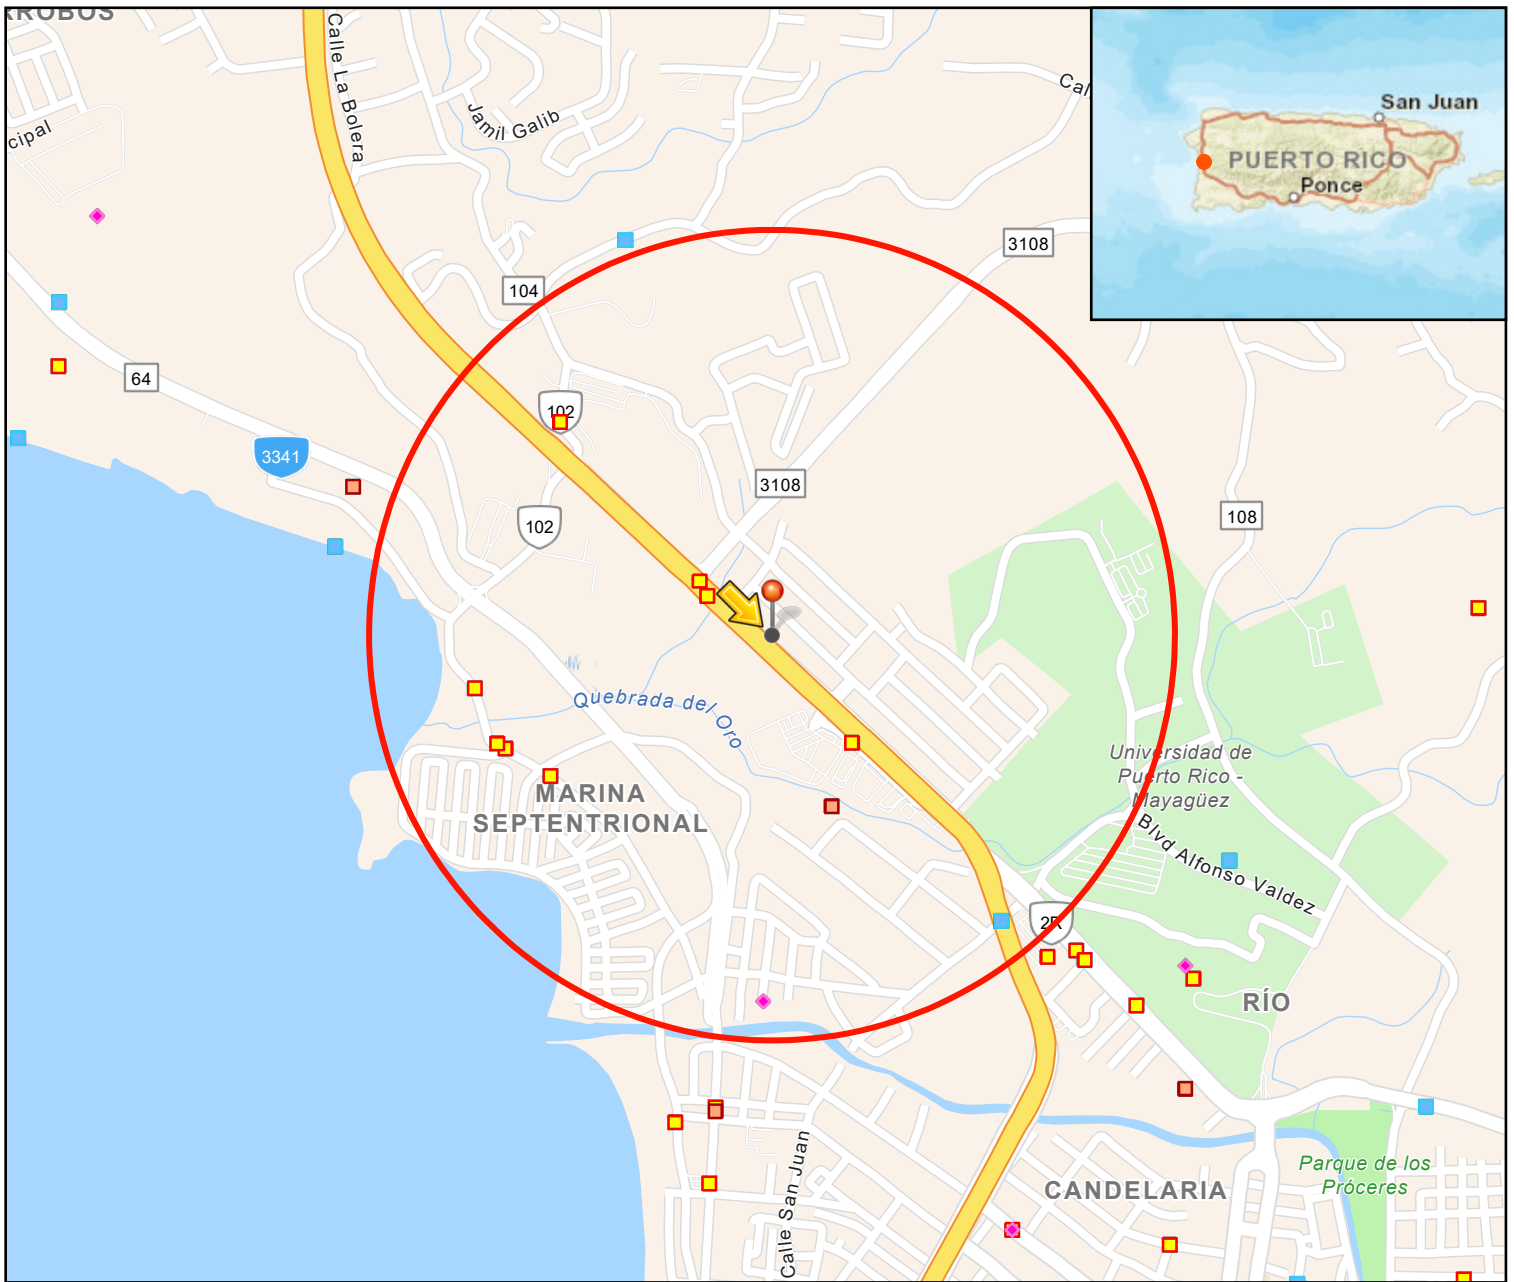 Calle La Bolera
Jamil Galib
cipal
San Juan
PUERTO RICO
Ponce
3108
104
64
102
3341
3108
102
108
Quebrada del Oro
Universidad de
Puerto Rico -
Mayagüez
MARINA
SEPTENTRIONAL
Blvd Alfonso Valdez
2R
RÍO
Calle San Juan
Parque de los
Próceres
CANDELARIA